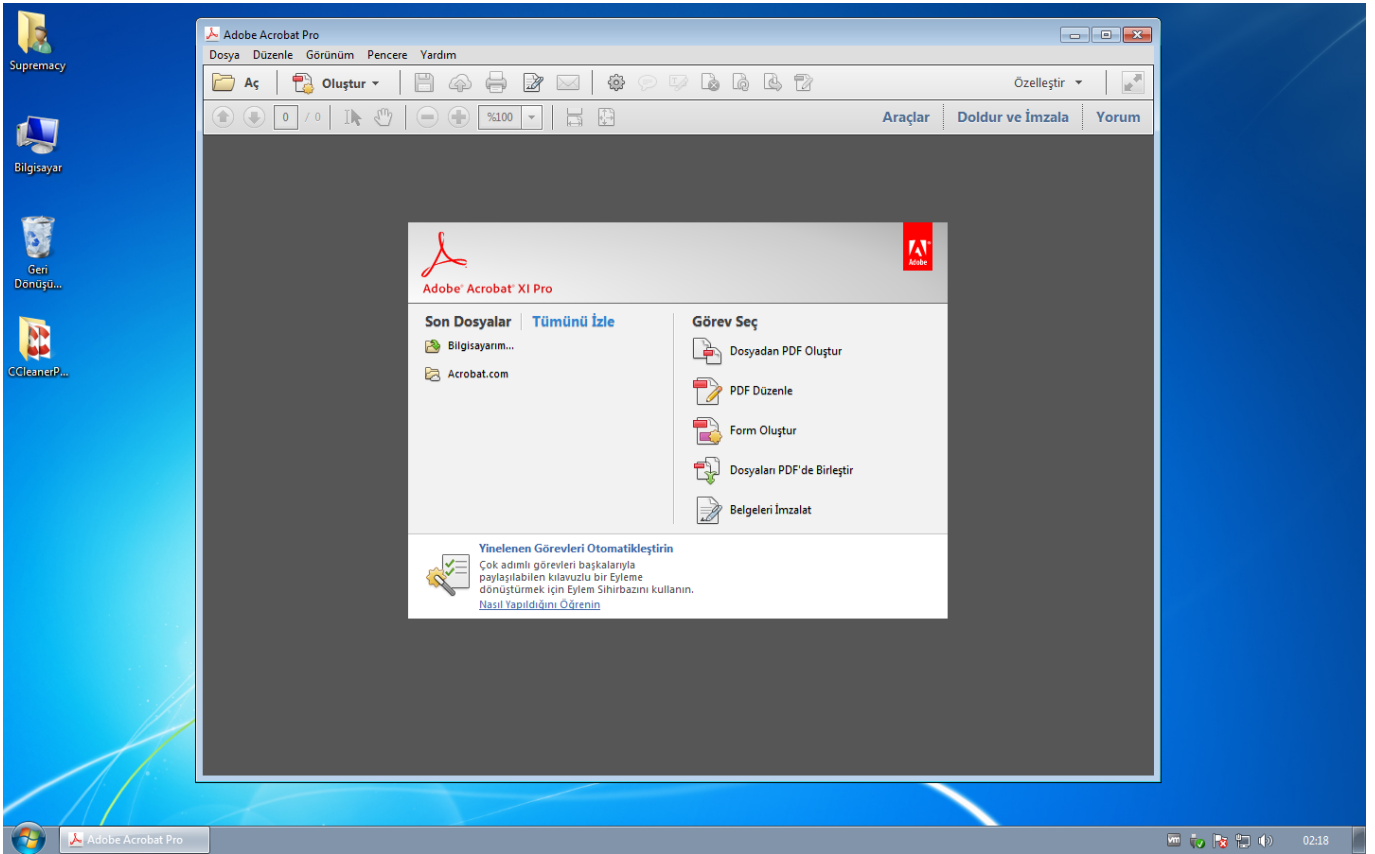 Supremacy
Bilgisayar
Geri
Dönüşü...
CCleanerP...
Adobe Acrobat Pro
Dosya Düzenle Görünüm Pencere Yardım
Aç Oluştur Özelleştir
0 / 0 %100 Araçlar Doldur ve İmzala Yorum
Adobe
Adobe® Acrobat® XI Pro
Son Dosyalar Tümünü İzle Görev Seç
Bilgisayarım...
Dosyadan PDF Oluştur
Acrobat.com
PDF Düzenle
Form Oluştur
Dosyaları PDF'de Birleştir
Belgeleri İmzalat
Yinelenen Görevleri Otomatikleştirin
Çok adımlı görevleri başkalarıyla
paylaşılabilen kılavuzlu bir Eyleme
dönüştürmek için Eylem Sihirbazını kullanın.
Nasıl Yapıldığını Öğrenin
Adobe Acrobat Pro vm 02:18